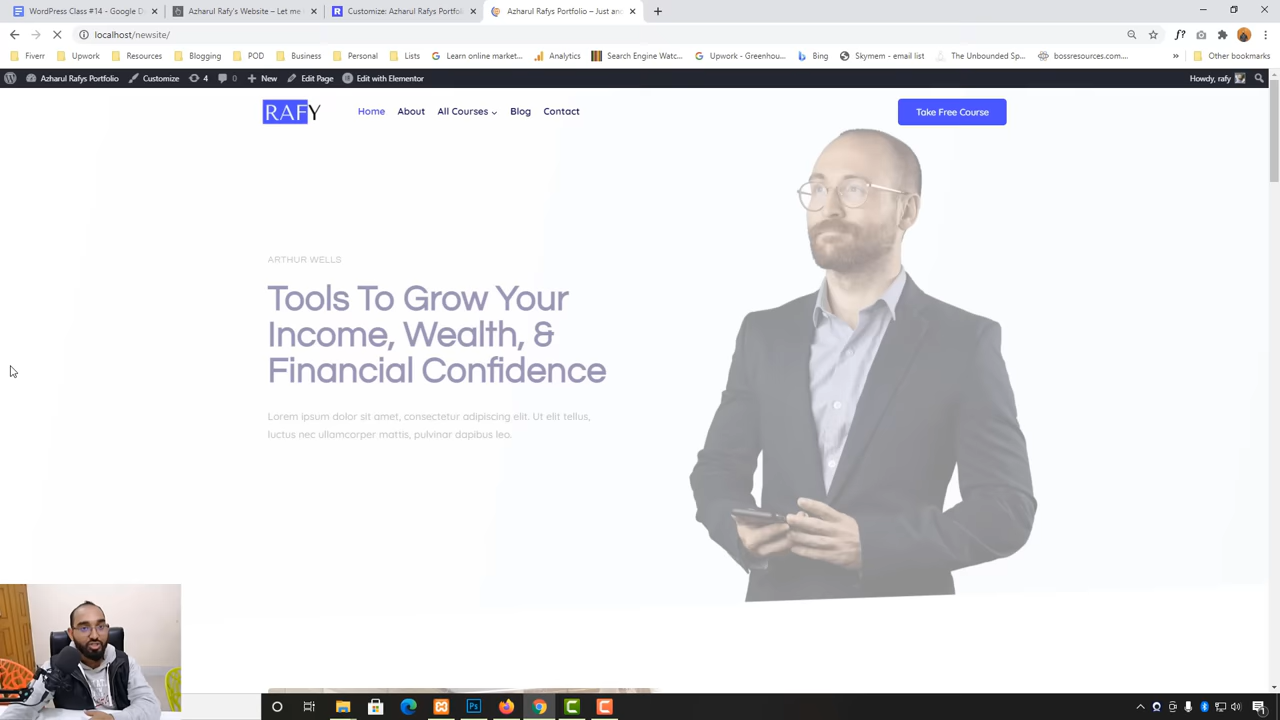 WordPress Class #14 - Google D
Azharul Rafy's Website – Let's m
Customize: Azharul Rafys Portfo
Azharul Rafys Portfolio – Just an
localhost/newsite/
Fiverr
Upwork
Resources
Blogging
POD
Business
Personal
Lists
Learn online market...
Analytics
Search Engine Watc...
Upwork - Greenhou...
Bing
Skymem - email list
The Unbounded Sp...
bossresources.com...
Other bookmarks
Azharul Rafys Portfolio
Customize
4
0
New
Edit Page
Edit with Elementor
Howdy, rafy
RAFY
Home
About
All Courses
Blog
Contact
Take Free Course
ARTHUR WELLS
Tools To Grow Your
Income, Wealth, &
Financial Confidence
Lorem ipsum dolor sit amet, consectetur adipiscing elit. Ut elit tellus,
luctus nec ullamcorper mattis, pulvinar dapibus leo.